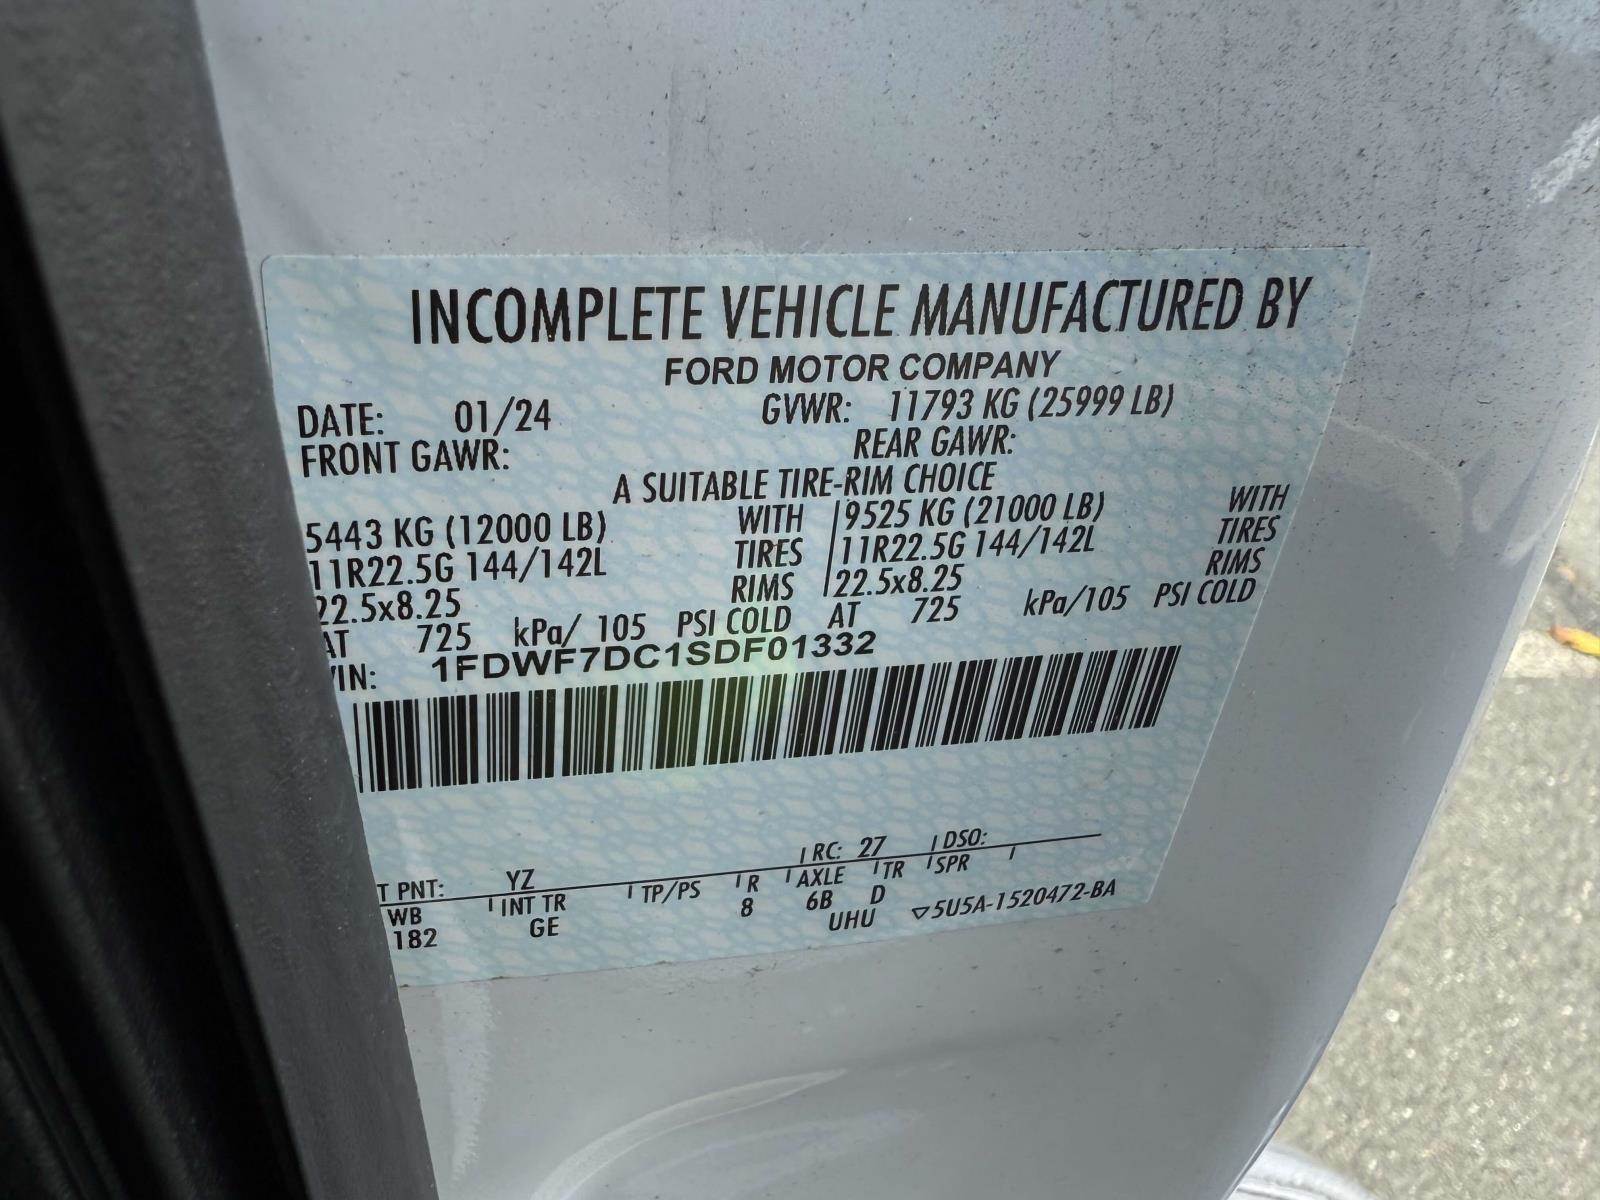 INCOMPLETE VEHICLE MANUFACTURED BY
FORD MOTOR COMPANY
DATE: 01/24 GVWR: 11793 KG (25999 LB)
FRONT GAWR: REAR GAWR:
A SUITABLE TIRE-RIM CHOICE
5443 KG (12000 LB) WITH 9525 KG (21000 LB) WITH
11R22.5G 144/142L TIRES 11R22.5G 144/142L TIRES
22.5x8.25 RIMS 22.5x8.25 RIMS
AT 725 kPa/ 105 PSI COLD AT 725 kPa/105 PSI COLD
VIN: 1FDWF7DC1SDF01332
RC: 27 DSO:
T PNT: YZ
WB INT TR TP/PS R AXLE TR SPR
182 GE 8 6B D
UHU ▽5U5A-1520472-BA